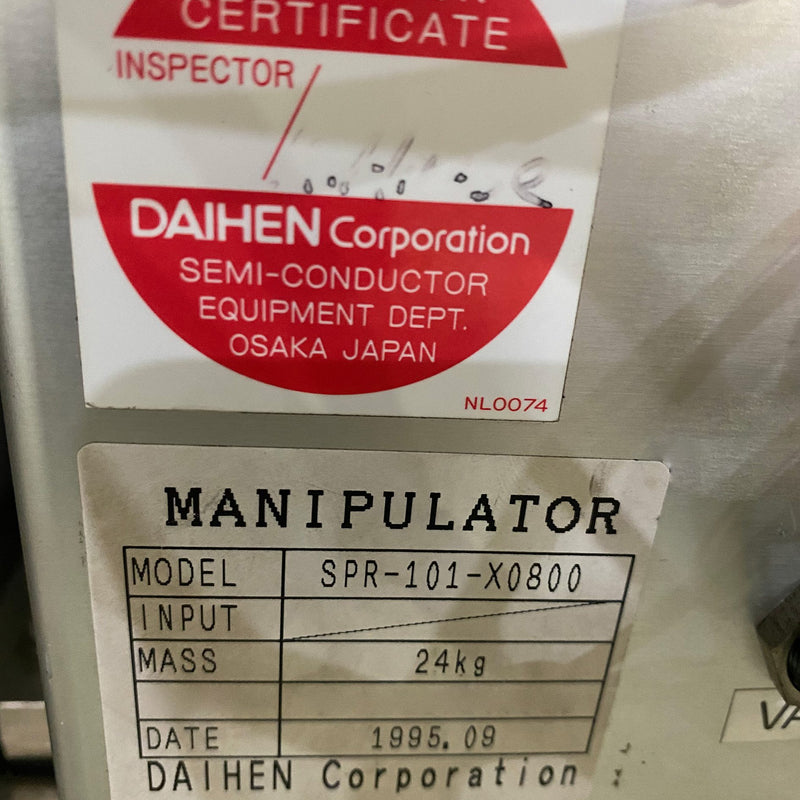 CERTIFICATE
INSPECTOR
DAIHEN Corporation
SEMI-CONDUCTOR
EQUIPMENT DEPT.
OSAKA JAPAN
NL0074
MANIPULATOR
MODEL SPR-101-X0800
INPUT
MASS 24kg
DATE 1995.09
DAIHEN Corporation